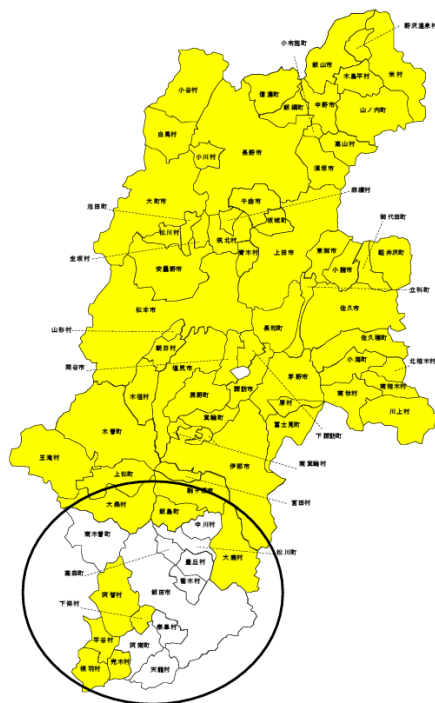 野沢温泉村
小布施町
飯山市
木島平村
栄村
小谷村
信濃町
飯綱町
中野市
山ノ内町
白馬村
小川村
長野市
高山村
須坂市
大町市
千曲市
麻績村
池田町
坂城町
御代田町
松川村
筑北村
青木村
上田市
東御市
軽井沢町
生坂村
安曇野市
小諸市
立科町
松本市
佐久市
山形村
長和町
佐久穂町
朝日村
小海町
北相木村
岡谷市
塩尻市
茅野市
南相木村
木祖村
辰野町
諏訪市
原村
南牧村
川上村
箕輪町
富士見町
下諏訪町
木曽町
王滝村
伊那市
南箕輪村
上松町
宮田村
大桑村
駒ヶ根市
飯島町
中川村
南木曽町
松川町
大鹿村
高森町
豊丘村
阿智村
飯田市
喬木村
下條村
泰阜村
平谷村
阿南町
売木村
根羽村
天龍村